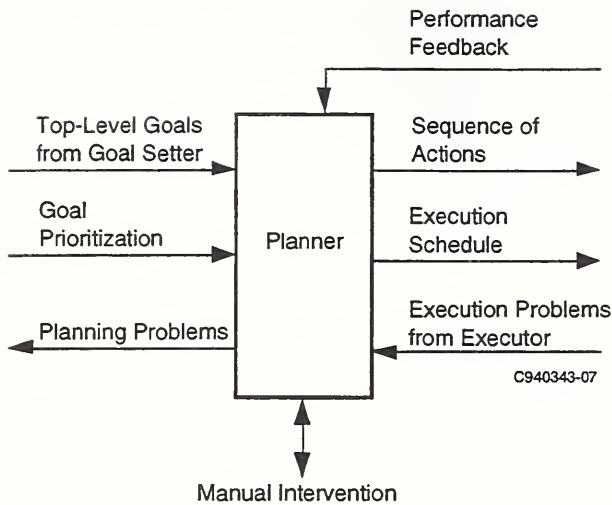 Performance
Feedback
Top-Level Goals
from Goal Setter
Sequence of
Actions
Goal
Prioritization
Planner
Execution
Schedule
Planning Problems
Execution Problems
from Executor
C940343-07
Manual Intervention